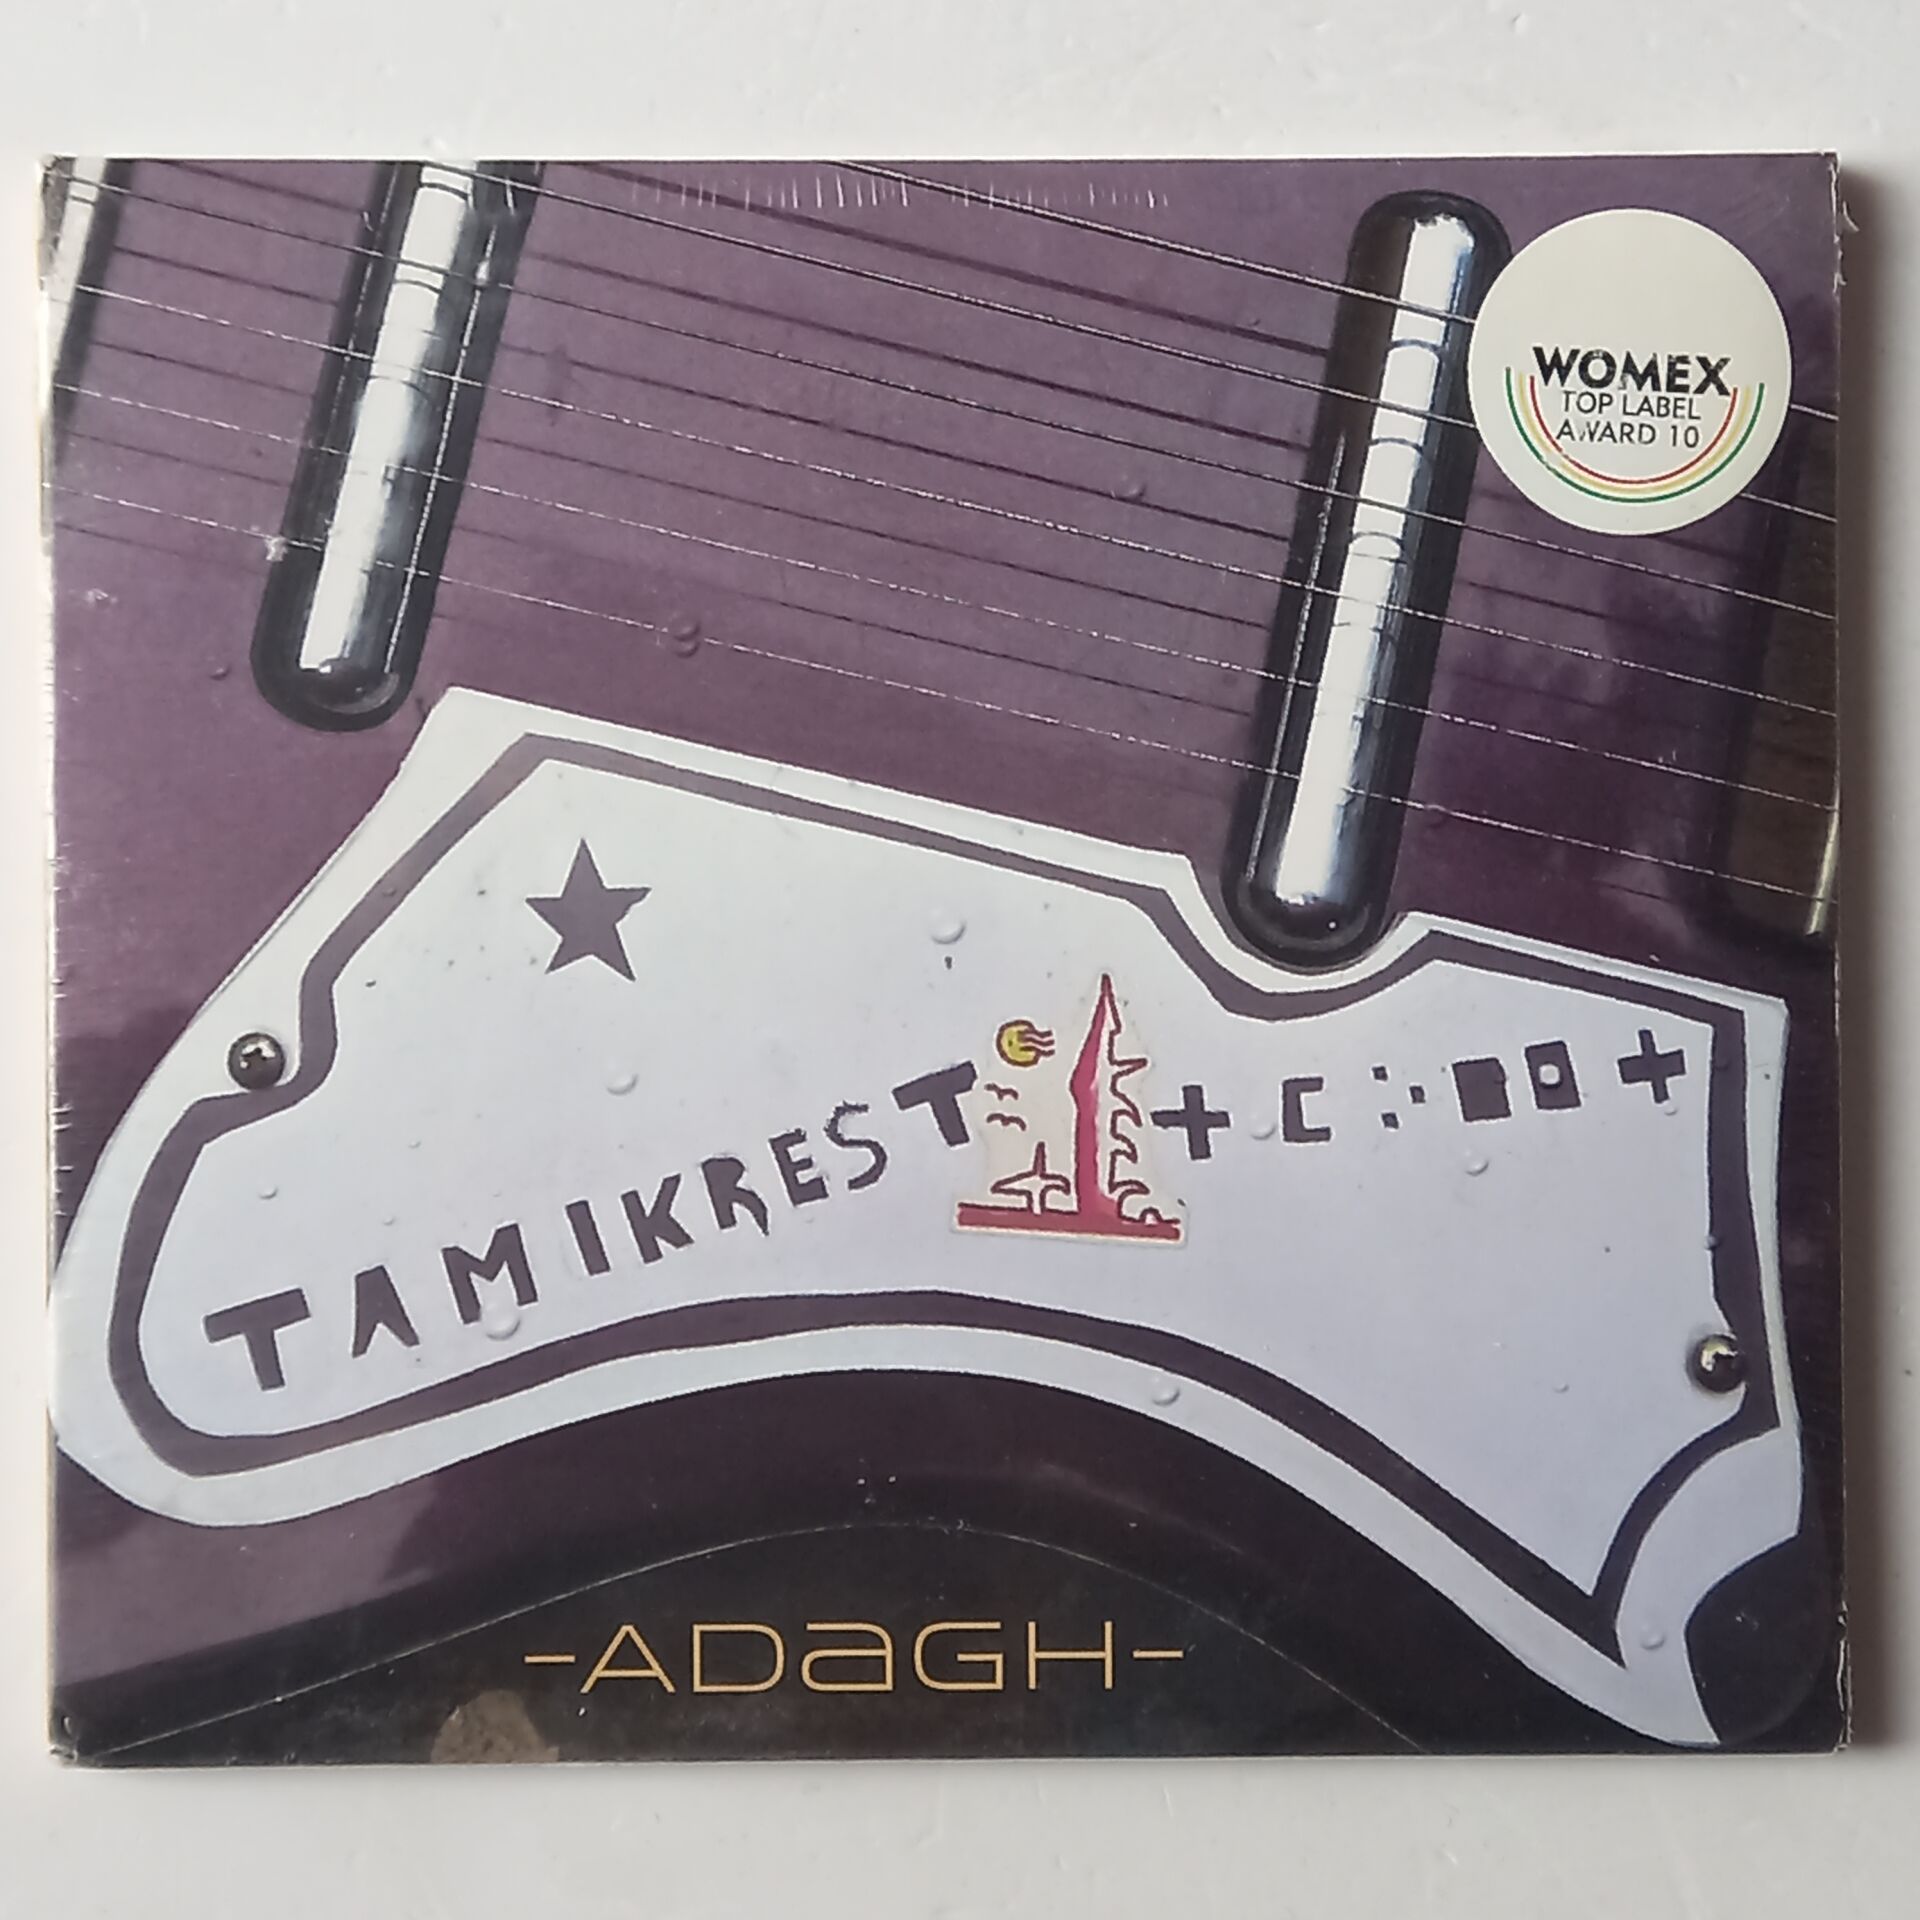 WOMEX
TOP LABEL
AWARD 10
TAMIKREST
-ADaGH-